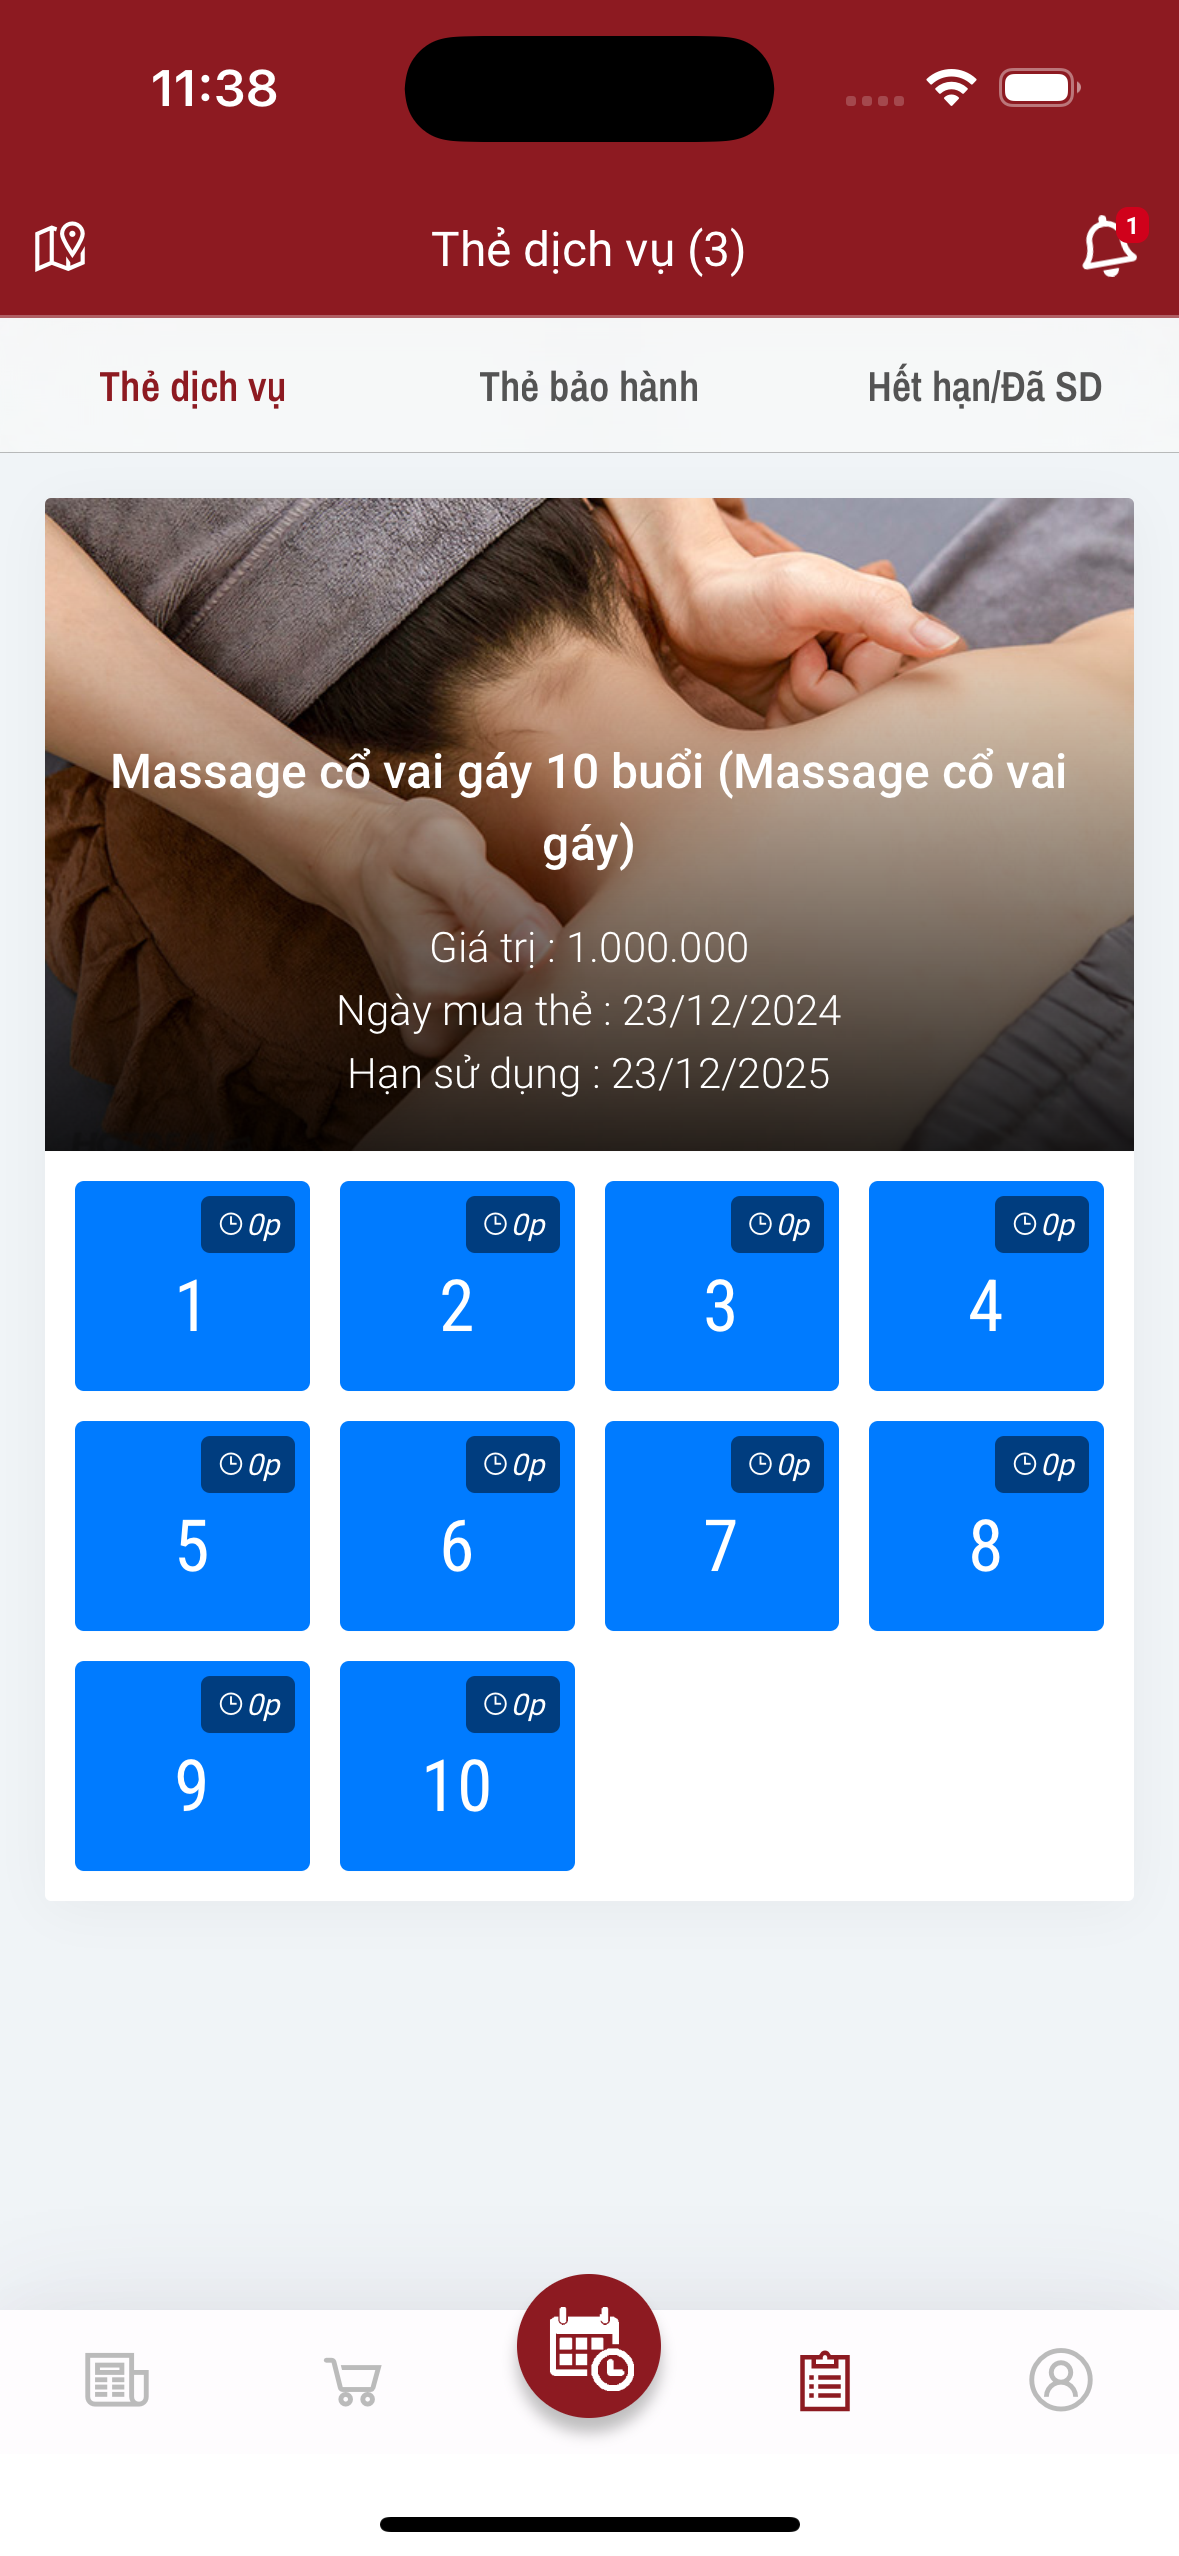 11:38
Thẻ dịch vụ (3)
1
Thẻ dịch vụ
Thẻ bảo hành
Hết hạn/Đã SD
Massage cổ vai gáy 10 buổi (Massage cổ vai
gáy)
Giá trị : 1.000.000
Ngày mua thẻ : 23/12/2024
Hạn sử dụng : 23/12/2025
0p
1
0p
2
0p
3
0p
4
0p
5
0p
6
0p
7
0p
8
0p
9
0p
10